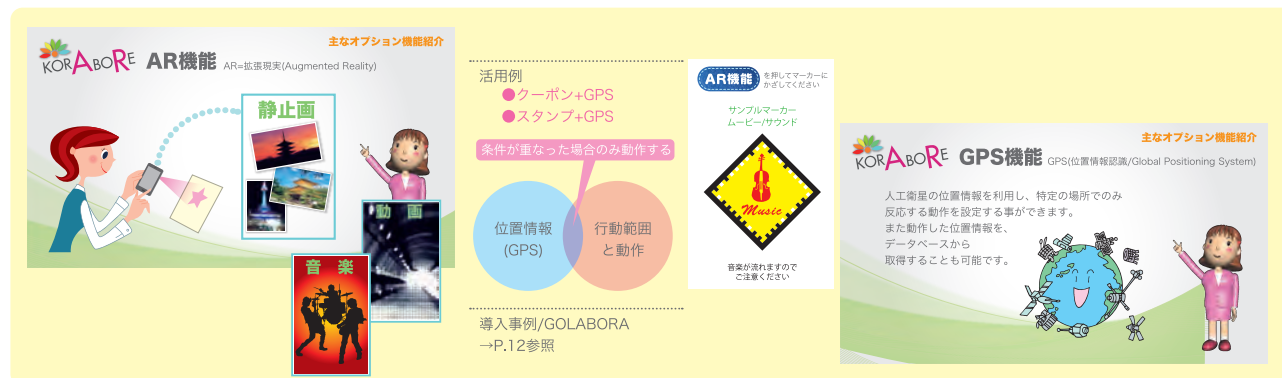 主なオプション機能紹介
KORABORE AR機能 AR=拡張現実(Augmented Reality)
静止画
動 画
音 楽
活用例
●クーポン+GPS
●スタンプ+GPS
条件が重なった場合のみ動作する
位置情報
(GPS)
行動範囲
と動作
導入事例/GOLABORA
→P.12参照
AR機能 を押してマーカーに
かざしてください
サンプルマーカー
ムービー/サウンド
Music
音楽が流れますので
ご注意ください
主なオプション機能紹介
KORABORE GPS機能 GPS(位置情報認識/Global Positioning System)
人工衛星の位置情報を利用し、特定の場所でのみ
反応する動作を設定する事ができます。
また動作した位置情報を、
データベースから
取得することも可能です。